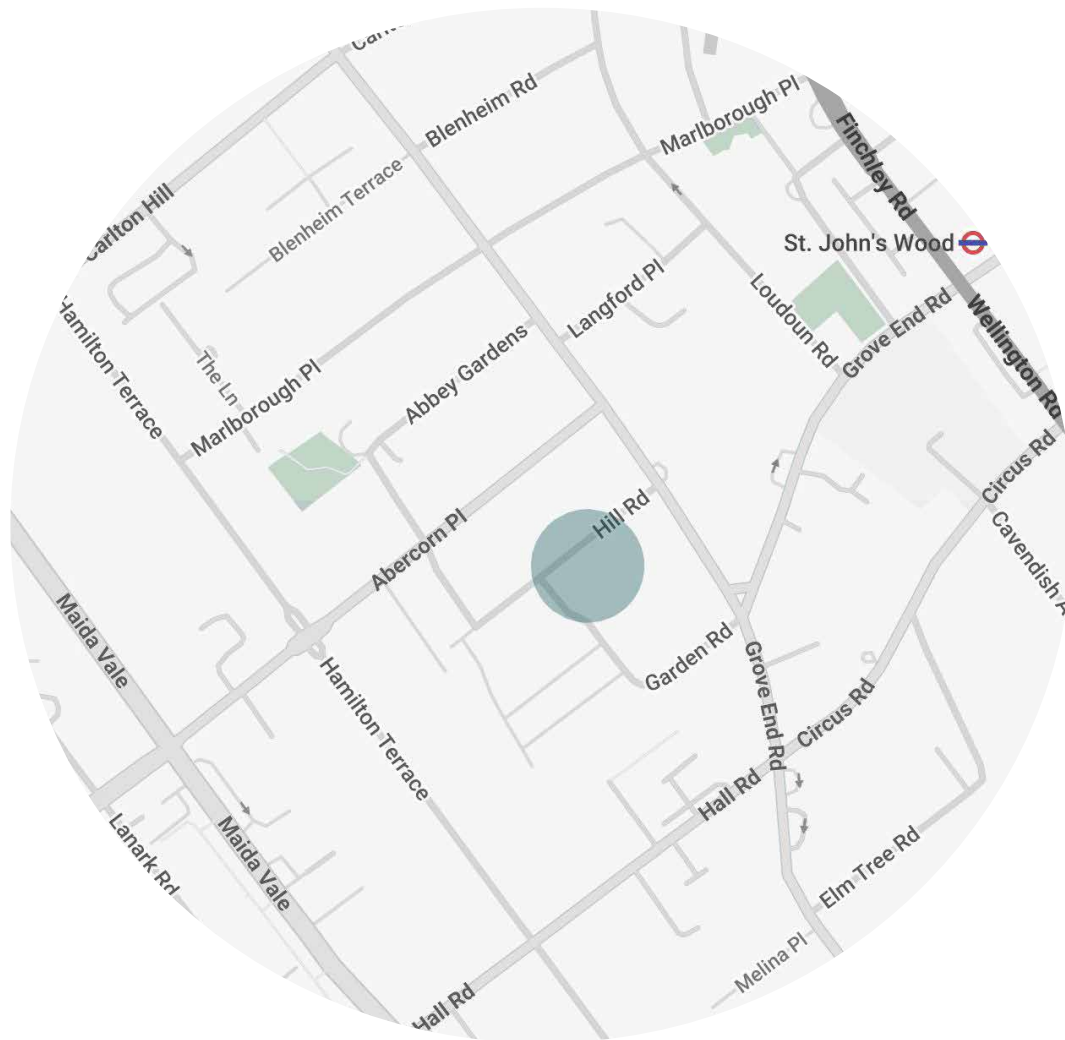 Blenheim Rd
Marlborough Pl
Finchley Rd
Carlton Hill
Blenheim Terrace
St. John's Wood
Hamilton Terrace
The Ln
Marlborough Pl
Abbey Gardens
Langford Pl
Loudoun Rd
Grove End Rd
Wellington Rd
Circus Rd
Hill Rd
Abercorn Pl
Cavendish
Maida Vale
Hamilton Terrace
Garden Rd
Grove End Rd
Circus Rd
Hall Rd
Lanark Rd
Maida Vale
Elm Tree Rd
Melina Pl
Hall Rd